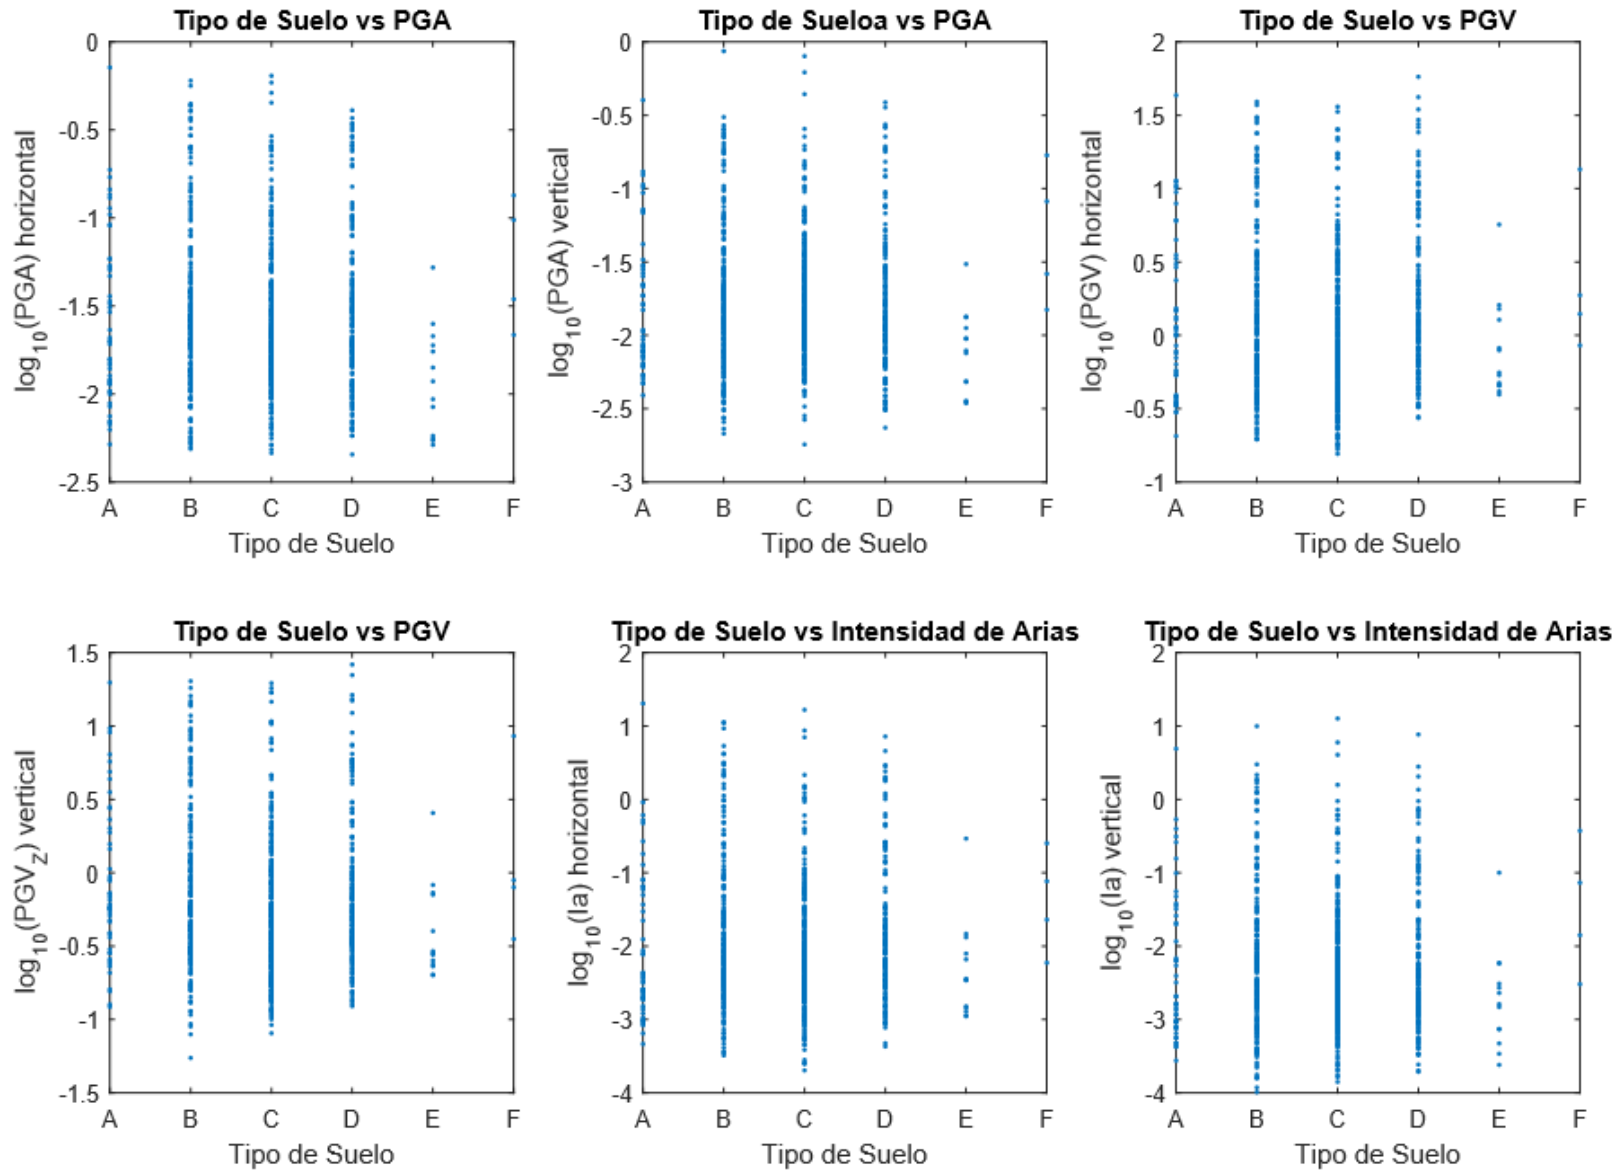 Tipo de Suelo vs PGA
0
-0.5
-1
-1.5
-2
-2.5
log10(PGA) horizontal
A B C D E F
Tipo de Suelo
Tipo de Sueloa vs PGA
0
-0.5
-1
-1.5
-2
-2.5
-3
log10(PGA) vertical
A B C D E F
Tipo de Suelo
Tipo de Suelo vs PGV
2
1.5
1
0.5
0
-0.5
-1
log10(PGV) horizontal
A B C D E F
Tipo de Suelo
Tipo de Suelo vs PGV
1.5
1
0.5
0
-0.5
-1
-1.5
log10(PGVZ) vertical
A B C D E F
Tipo de Suelo
Tipo de Suelo vs Intensidad de Arias
2
1
0
-1
-2
-3
-4
log10(Ia) horizontal
A B C D E F
Tipo de Suelo
Tipo de Suelo vs Intensidad de Arias
2
1
0
-1
-2
-3
-4
log10(Ia) vertical
A B C D E F
Tipo de Suelo